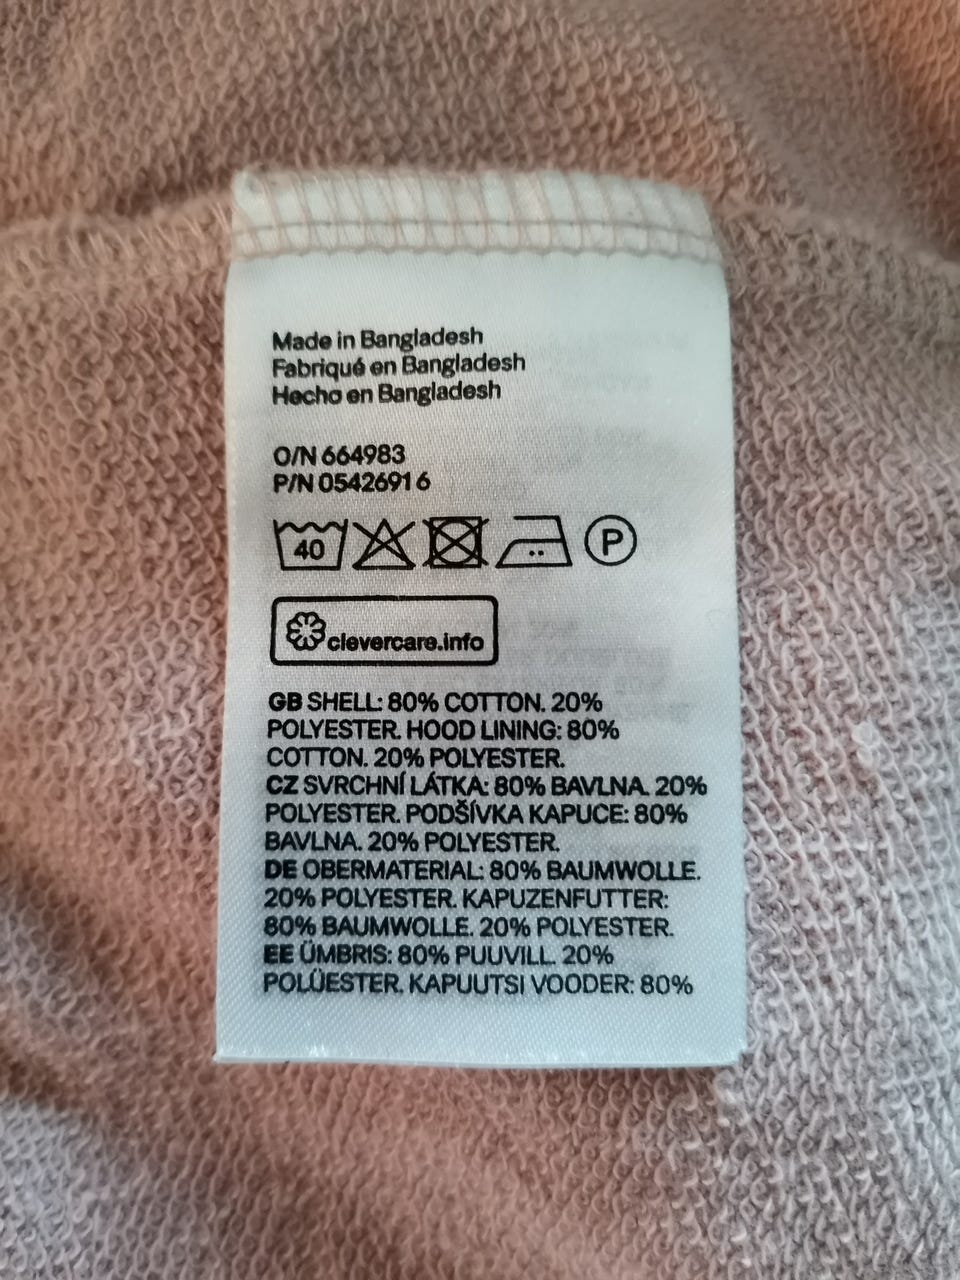 Made in Bangladesh
Fabriqué en Bangladesh
Hecho en Bangladesh
O/N 664983
P/N 05426916
40 P
clevercare.info
GB SHELL: 80% COTTON. 20%
POLYESTER. HOOD LINING: 80%
COTTON. 20% POLYESTER.
CZ SVRCHNÍ LÁTKA: 80% BAVLNA. 20%
POLYESTER. PODŠÍVKA KAPUCE: 80%
BAVLNA. 20% POLYESTER.
DE OBERMATERIAL: 80% BAUMWOLLE.
20% POLYESTER. KAPUZENFUTTER:
80% BAUMWOLLE. 20% POLYESTER.
EE ÜMBRIS: 80% PUUVILL. 20%
POLÜESTER. KAPUUTSI VOODER: 80%